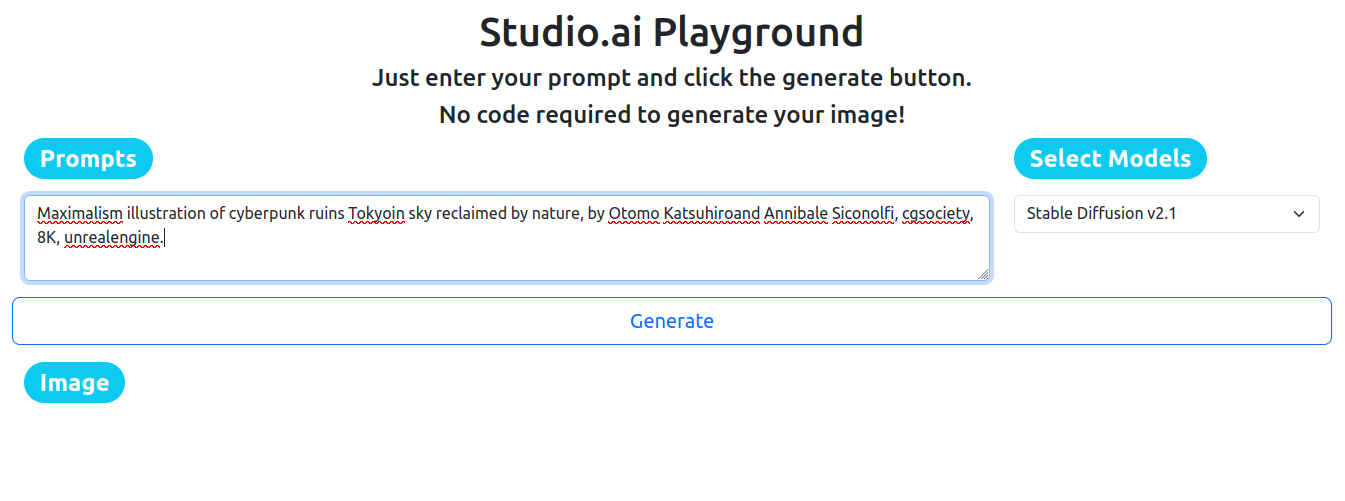 Studio.ai Playground
Just enter your prompt and click the generate button.
No code required to generate your image!
Prompts
Select Models
Maximalism illustration of cyberpunk ruins Tokyoin sky reclaimed by nature, by Otomo Katsuhiroand Annibale Siconolfi, cgsociety,
8K, unrealengine.
Stable Diffusion v2.1
Generate
Image